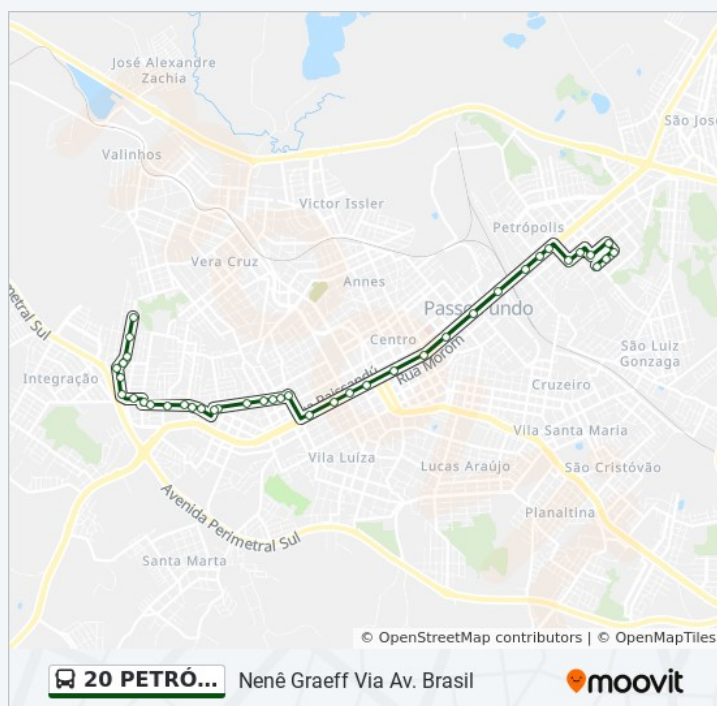 José Alexandre
Zachia
São José
Valinhos
Victor Issler
Petrópolis
Vera Cruz
Annes
Passo Fundo
Centro
Rua Morom
São Luiz
Gonzaga
Integração
Cruzeiro
Vila Santa Maria
Vila Luíza
Lucas Araújo
São Cristóvão
Planaltina
Avenida Perimetral Sul
Santa Marta
© OpenStreetMap contributors | © OpenMapTiles
20 PETRÓ...
Nenê Graeff Via Av. Brasil
moovit